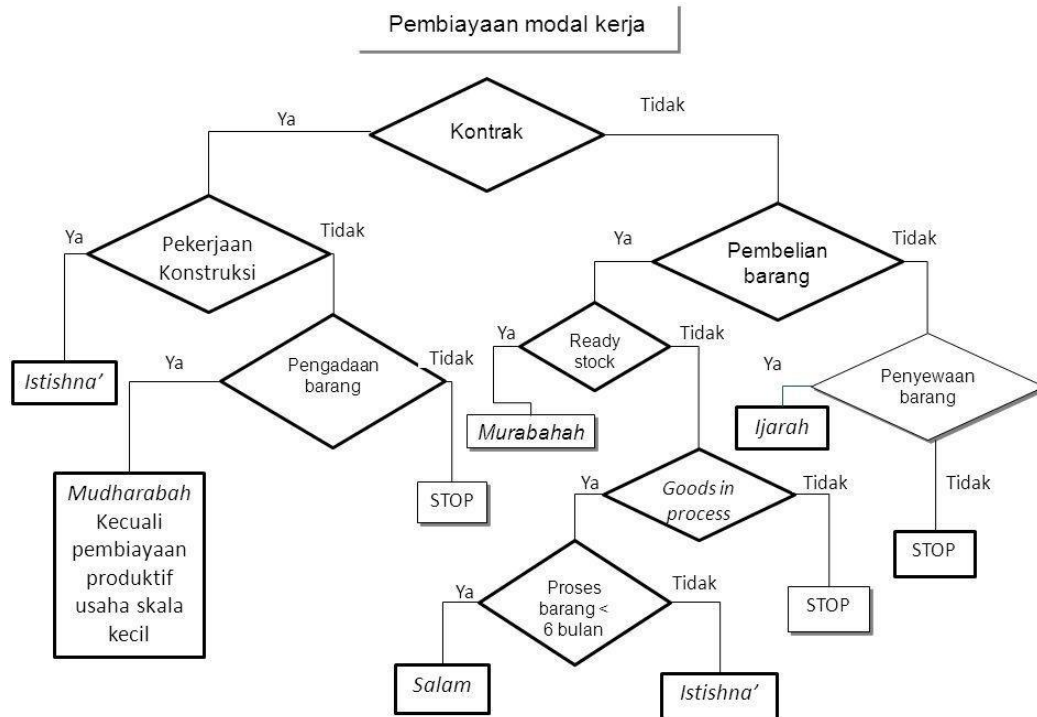 Pembiayaan modal kerja
Ya
Kontrak
Tidak
Ya
Pekerjaan
Konstruksi
Tidak
Ya
Pembelian
barang
Tidak
Istishna’
Ya
Pengadaan
barang
Tidak
Ya
Ready
stock
Tidak
Ya
Penyewaan
barang
Murabahah
Ijarah
Mudharabah
Kecuali
pembiayaan
produktif
usaha skala
kecil
STOP
Ya
Goods in
process
Tidak
Tidak
STOP
Ya
Proses
barang <
6 bulan
Tidak
STOP
Salam
Istishna’